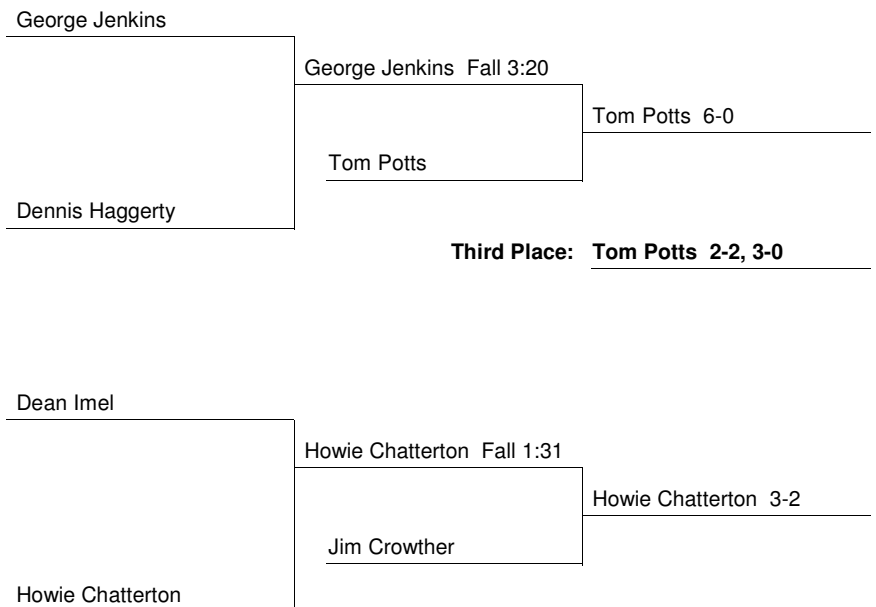 George Jenkins
George Jenkins Fall 3:20
Tom Potts 6-0
Tom Potts
Dennis Haggerty
Third Place: Tom Potts 2-2, 3-0
Dean Imel
Howie Chatterton Fall 1:31
Howie Chatterton 3-2
Jim Crowther
Howie Chatterton